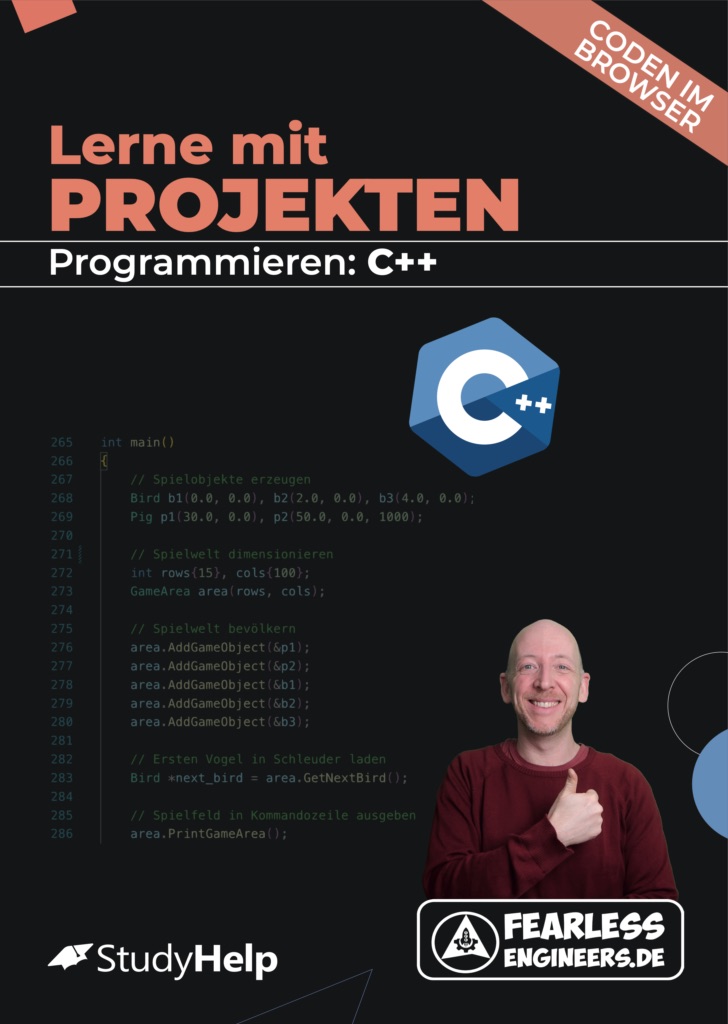 CODEN IM
BROWSER
Lerne mit
PROJEKTEN
Programmieren: C++
C++
265 int main()
266 {
267 // Spielobjekte erzeugen
268 Bird b1(0.0, 0.0), b2(2.0, 0.0), b3(4.0, 0.0);
269 Pig p1(30.0, 0.0), p2(50.0, 0.0, 1000);
270
271 // Spielwelt dimensionieren
272 int rows{15}, cols{100};
273 GameArea area(rows, cols);
274
275 // Spielwelt bevölkern
276 area.AddGameObject(&p1);
277 area.AddGameObject(&p2);
278 area.AddGameObject(&b1);
279 area.AddGameObject(&b2);
280 area.AddGameObject(&b3);
281
282 // Ersten Vogel in Schleuder laden
283 Bird *next_bird = area.GetNextBird();
284
285 // Spielfeld in Kommandozeile ausgeben
286 area.PrintGameArea();
StudyHelp
FEARLESS
ENGINEERS.DE